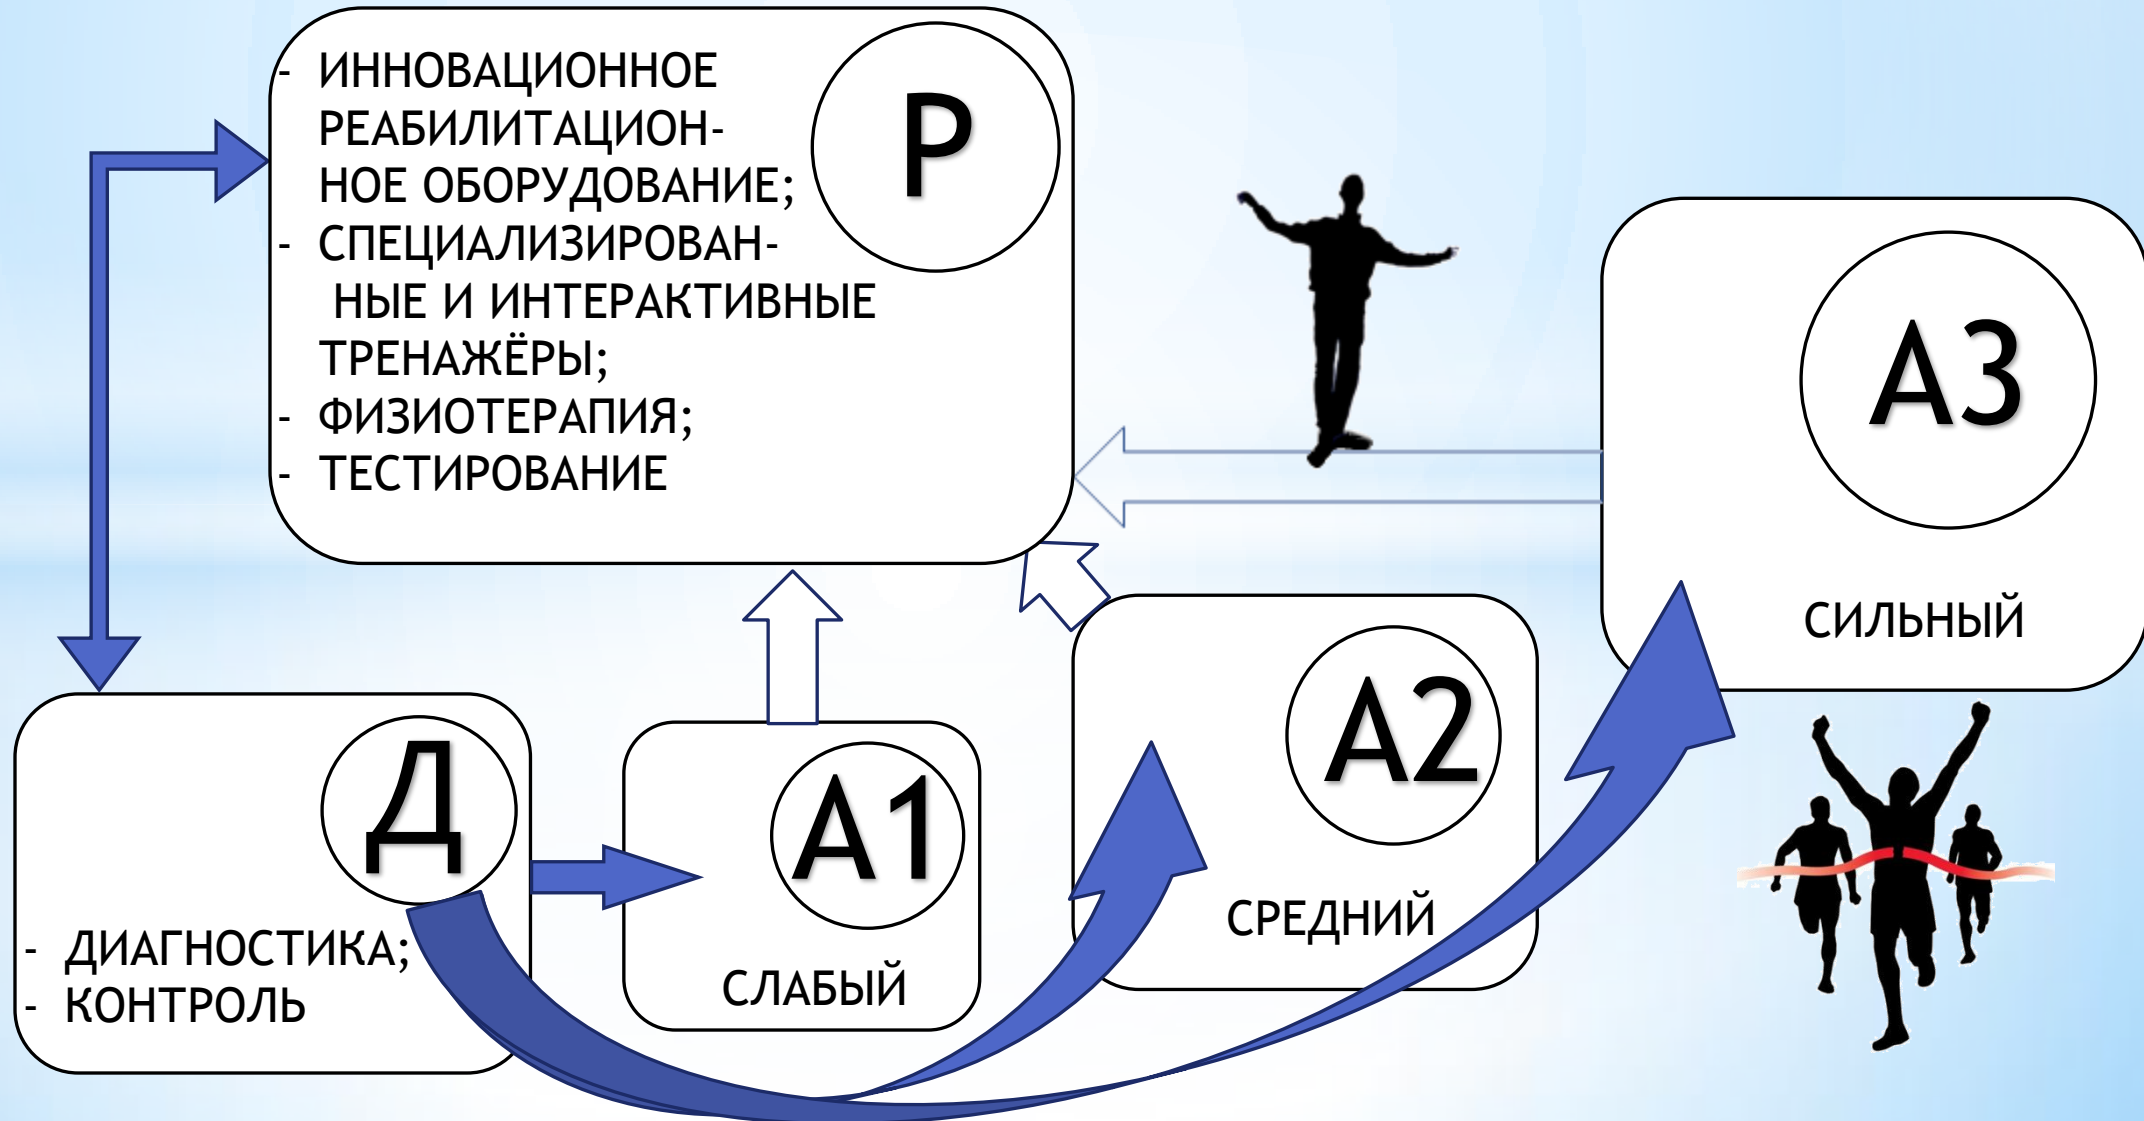 - ИННОВАЦИОННОЕ
РЕАБИЛИТАЦИОН-
НОЕ ОБОРУДОВАНИЕ;
- СПЕЦИАЛИЗИРОВАН-
НЫЕ И ИНТЕРАКТИВНЫЕ
ТРЕНАЖЁРЫ;
- ФИЗИОТЕРАПИЯ;
- ТЕСТИРОВАНИЕ
Р
А3
СИЛЬНЫЙ
Д
- ДИАГНОСТИКА;
- КОНТРОЛЬ
А1
СЛАБЫЙ
А2
СРЕДНИЙ